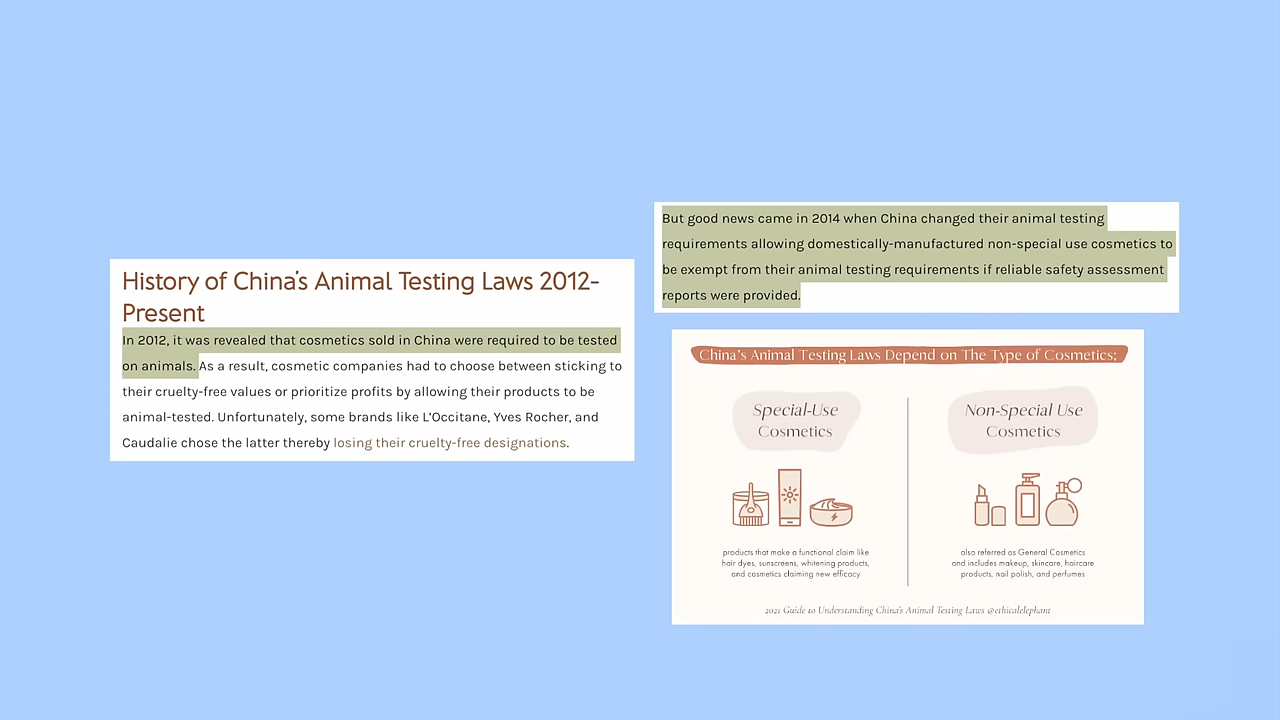 History of China's Animal Testing Laws 2012-
Present
In 2012, it was revealed that cosmetics sold in China were required to be tested
on animals. As a result, cosmetic companies had to choose between sticking to
their cruelty-free values or prioritize profits by allowing their products to be
animal-tested. Unfortunately, some brands like L'Occitane, Yves Rocher, and
Caudalie chose the latter thereby losing their cruelty-free designations.
But good news came in 2014 when China changed their animal testing
requirements allowing domestically-manufactured non-special use cosmetics to
be exempt from their animal testing requirements if reliable safety assessment
reports were provided.
China's Animal Testing Laws Depend on The Type of Cosmetics;
Special-Use
Cosmetics
products that make a functional claim like
hair dyes, sunscreens, whitening products,
and cosmetics claiming new efficacy
Non-Special Use
Cosmetics
also referred as General Cosmetics
and includes makeup, skincare, haircare
products, nail polish, and perfumes
2021 Guide to Understanding China's Animal Testing Laws @ethicalelephant